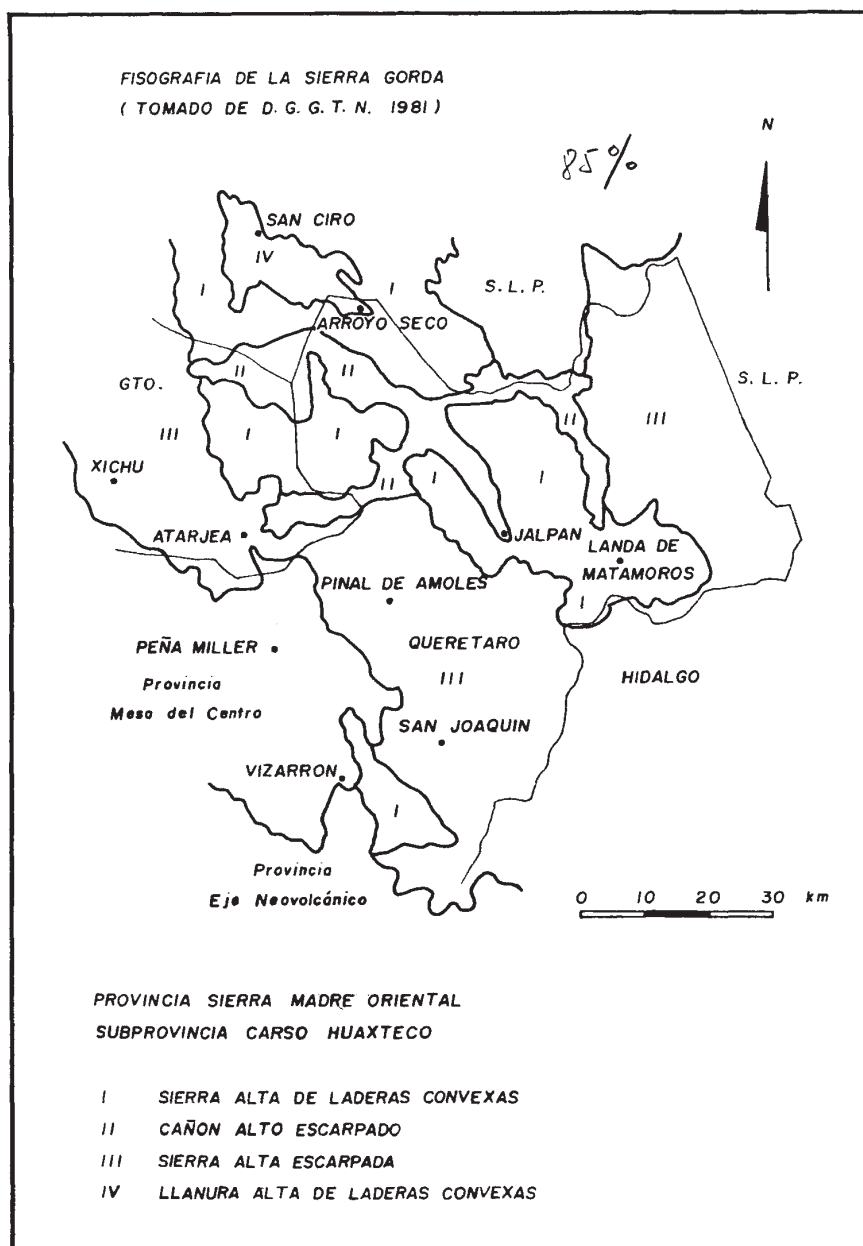 FISOGRAFIA DE LA SIERRA GORDA
( TOMADO DE D. G. G. T. N. 1981 )
N
85%
SAN CIRO
IV
I
I
S. L. P.
ARROYO SECO
II
II
GTO.
S. L. P.
III
I
I
II
III
XICHU
II
I
I
ATARJEA
JALPAN
LANDA DE
MATAMOROS
PINAL DE AMOLES
I
PEÑA MILLER
QUERETARO
Provincia
III
HIDALGO
Mesa del Centro
SAN JOAQUIN
VIZARRON
I
Provincia
Eje Neovolcánico
0 10 20 30 km
PROVINCIA SIERRA MADRE ORIENTAL
SUBPROVINCIA CARSO HUAXTECO
I SIERRA ALTA DE LADERAS CONVEXAS
II CAÑON ALTO ESCARPADO
III SIERRA ALTA ESCARPADA
IV LLANURA ALTA DE LADERAS CONVEXAS